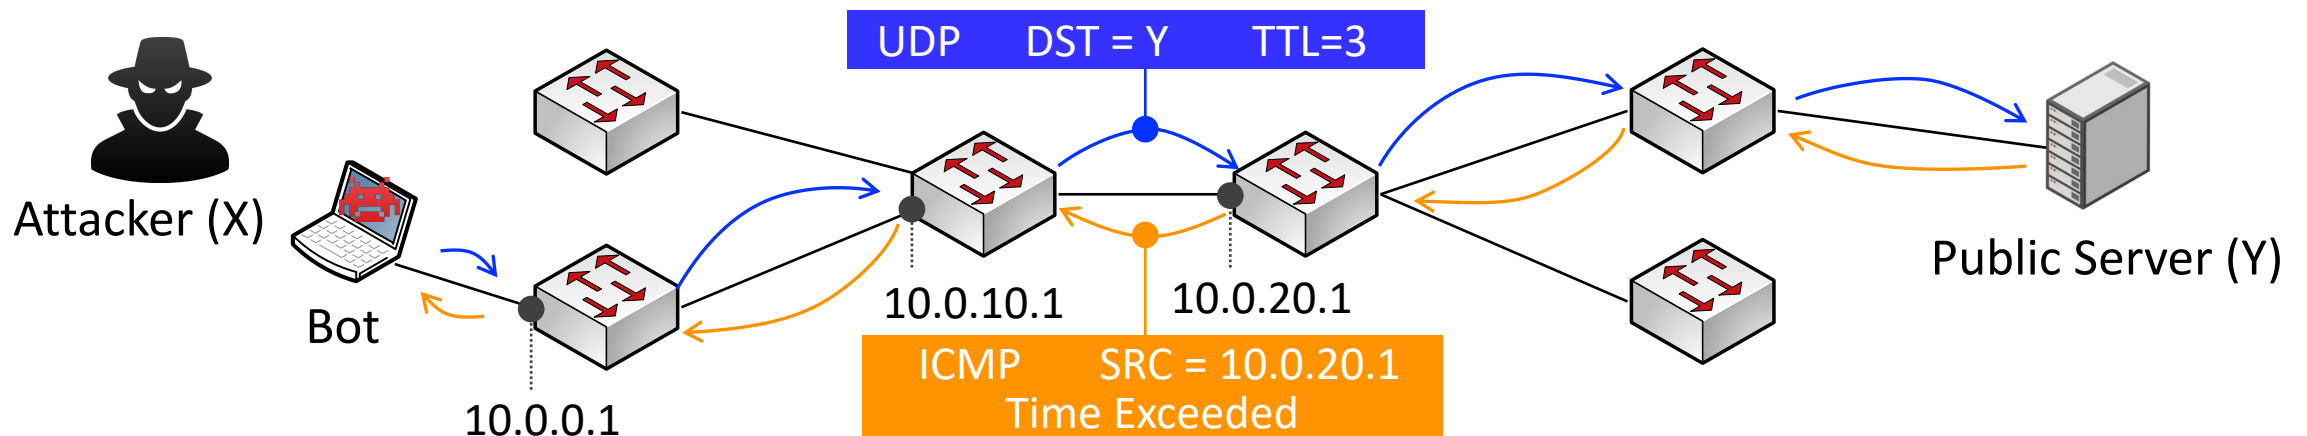 UDP DST = Y TTL=3
Attacker (X)
Bot
10.0.0.1
10.0.10.1
10.0.20.1
ICMP SRC = 10.0.20.1
Time Exceeded
Public Server (Y)